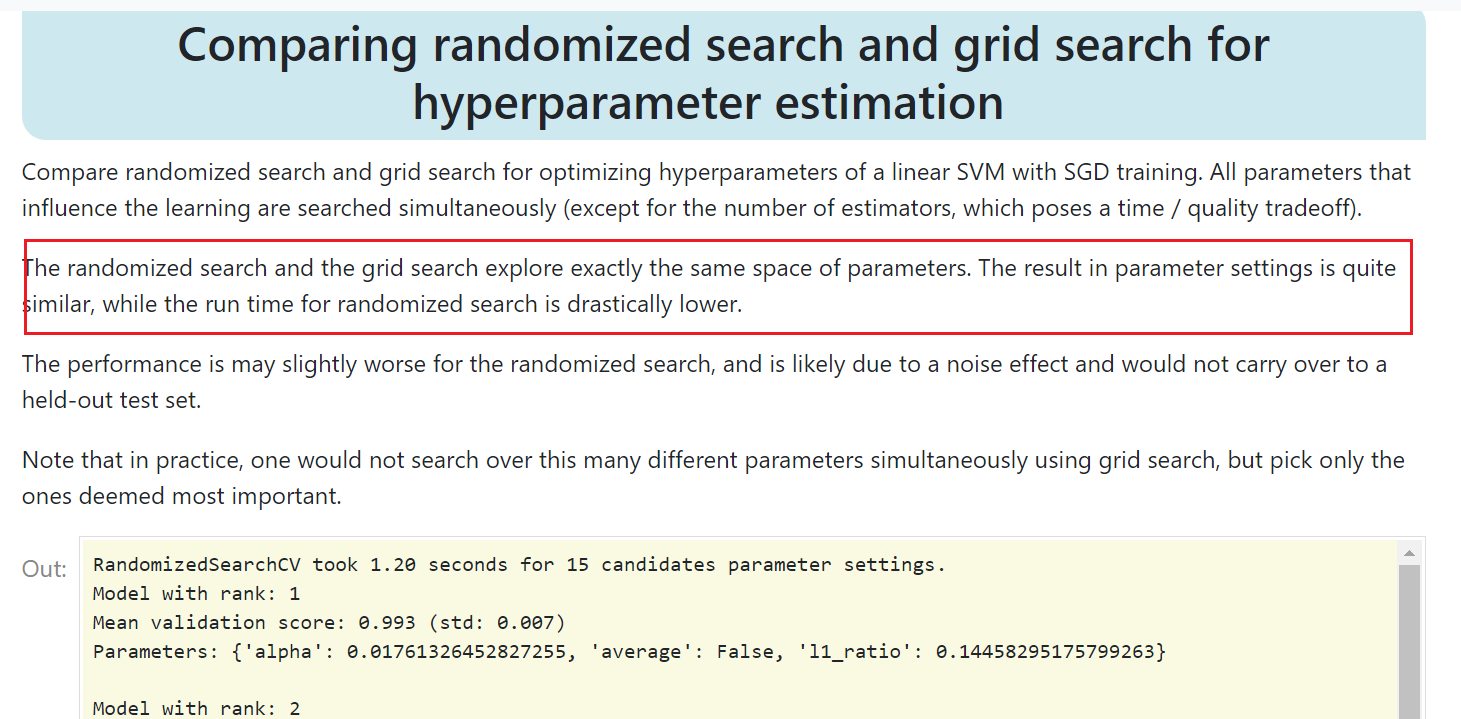 Comparing randomized search and grid search for
hyperparameter estimation
Compare randomized search and grid search for optimizing hyperparameters of a linear SVM with SGD training. All parameters that
influence the learning are searched simultaneously (except for the number of estimators, which poses a time / quality tradeoff).
The randomized search and the grid search explore exactly the same space of parameters. The result in parameter settings is quite
similar, while the run time for randomized search is drastically lower.
The performance is may slightly worse for the randomized search, and is likely due to a noise effect and would not carry over to a
held-out test set.
Note that in practice, one would not search over this many different parameters simultaneously using grid search, but pick only the
ones deemed most important.
Out:
RandomizedSearchCV took 1.20 seconds for 15 candidates parameter settings.
Model with rank: 1
Mean validation score: 0.993 (std: 0.007)
Parameters: {'alpha': 0.01761326452827255, 'average': False, 'l1_ratio': 0.14458295175799263}
Model with rank: 2